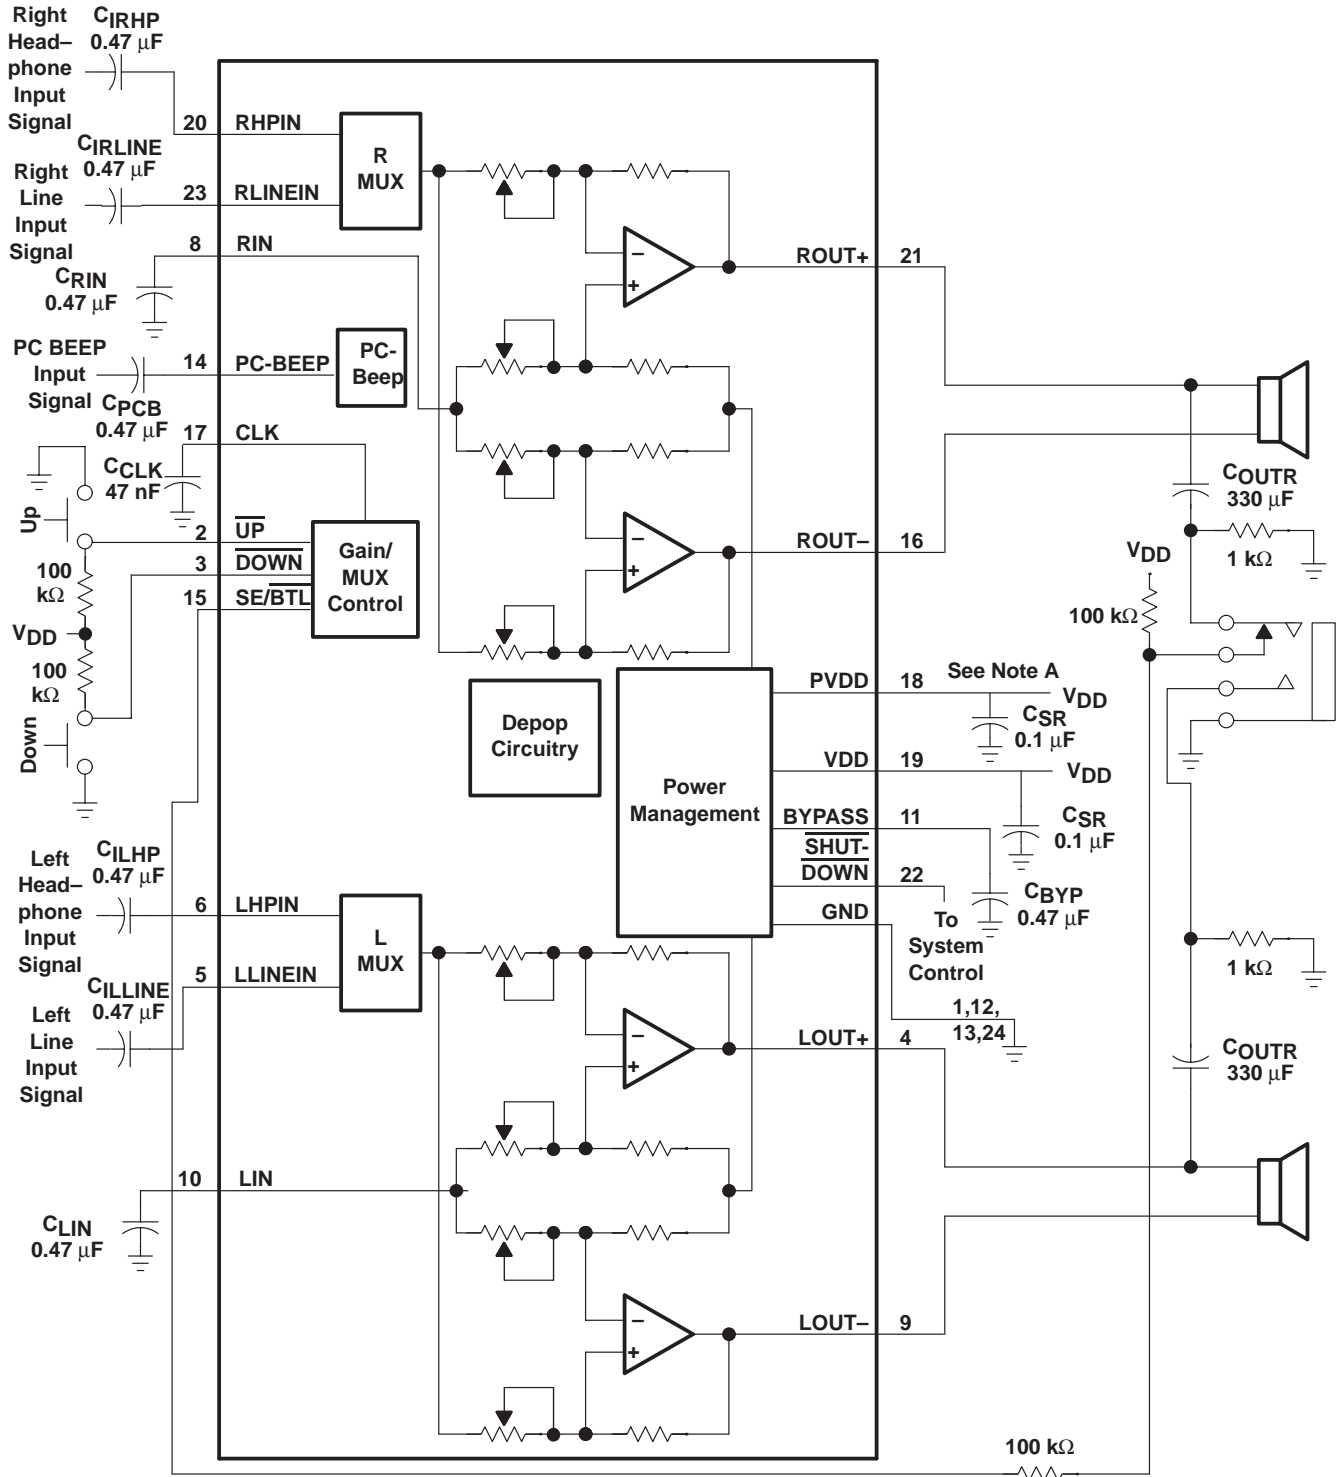 Right
Head–
phone
Input
Signal
CIRHP
0.47 μF
20 RHPIN
CIRLINE
0.47 μF
Right
Line
Input
Signal
23 RLINEIN
R
MUX
8 RIN
CRIN
0.47 μF
PC BEEP
Input
Signal
14 PC-BEEP
PC-
Beep
CPCB
0.47 μF
17 CLK
CCLK
47 nF
Up
2 UP
3 DOWN
15 SE/BTL
Gain/
MUX
Control
100
kΩ
VDD
100
kΩ
Down
–
+
ROUT+ 21
–
+
ROUT– 16
COUTR
330 μF
1 kΩ
VDD
100 kΩ
Depop
Circuitry
Power
Management
PVDD 18
See Note A
VDD
CSR
0.1 μF
VDD 19
VDD
CSR
0.1 μF
BYPASS 11
SHUT-
DOWN 22
CBYP
0.47 μF
To
System
Control
GND
1,12,
13,24
Left
Head–
phone
Input
Signal
CILHP
0.47 μF
6 LHPIN
CILLINE
0.47 μF
5 LLINEIN
Left
Line
Input
Signal
L
MUX
–
+
LOUT+ 4
1 kΩ
COUTR
330 μF
10 LIN
CLIN
0.47 μF
–
+
LOUT– 9
100 kΩ